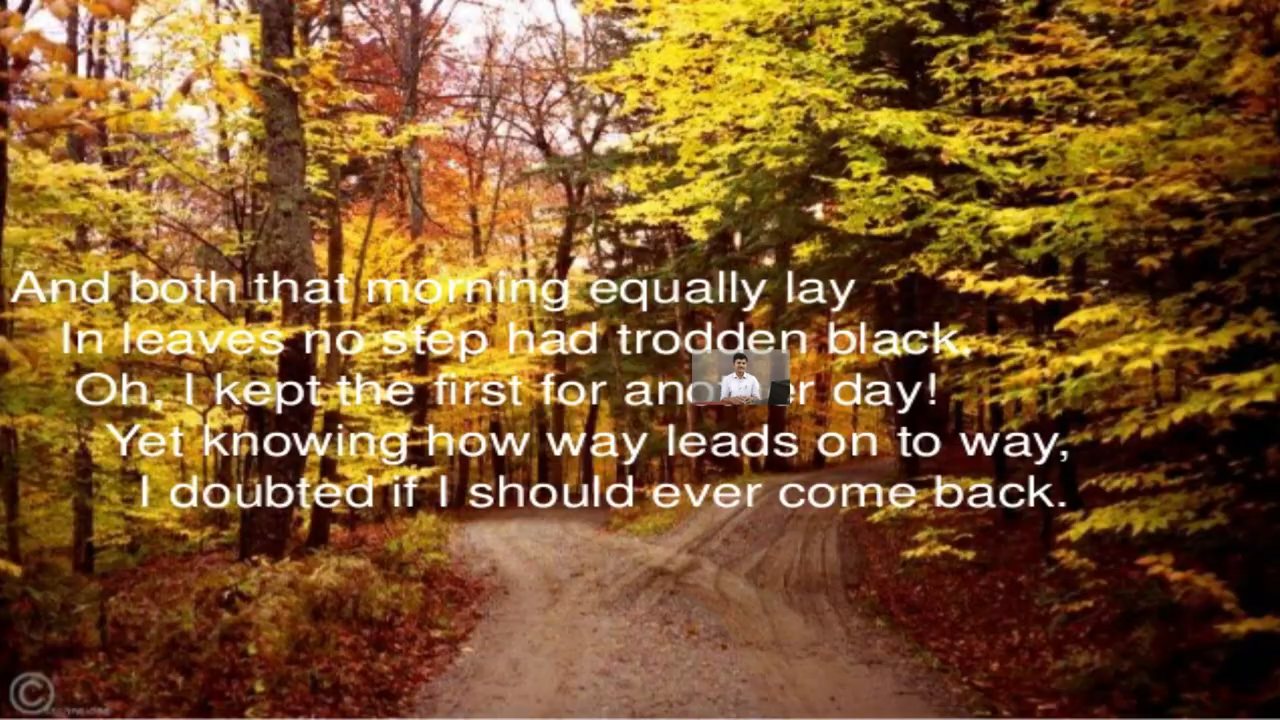 And both that morning equally lay
In leaves no step had trodden black.
Oh, I kept the first for another day!
Yet knowing how way leads on to way,
I doubted if I should ever come back.
©